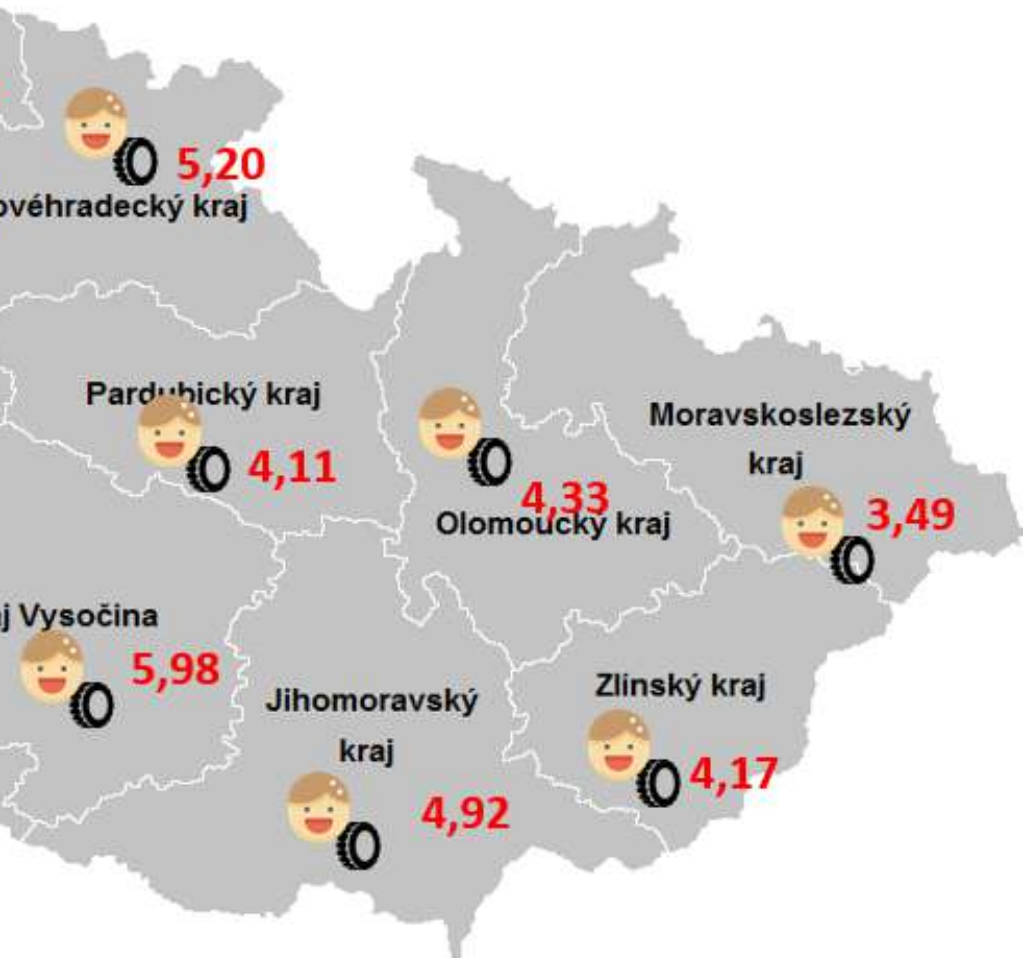 5,20
ovéhradecký kraj
Pardubický kraj
4,11
4,33
Olomoucký kraj
Moravskoslezský
kraj
3,49
j Vysočina
5,98
Jihomoravský
kraj
4,92
Zlínský kraj
4,17